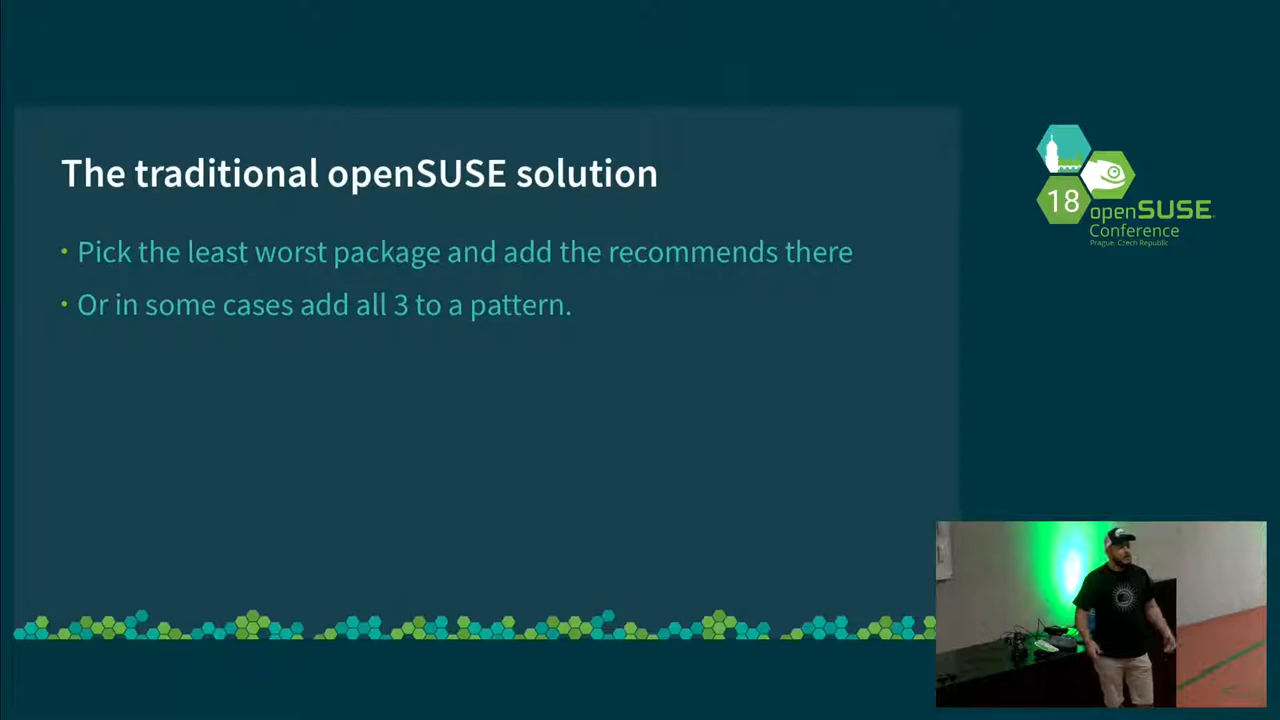 The traditional openSUSE solution
• Pick the least worst package and add the recommends there
• Or in some cases add all 3 to a pattern.
18
openSUSE
Conference
Prague, Czech Republic